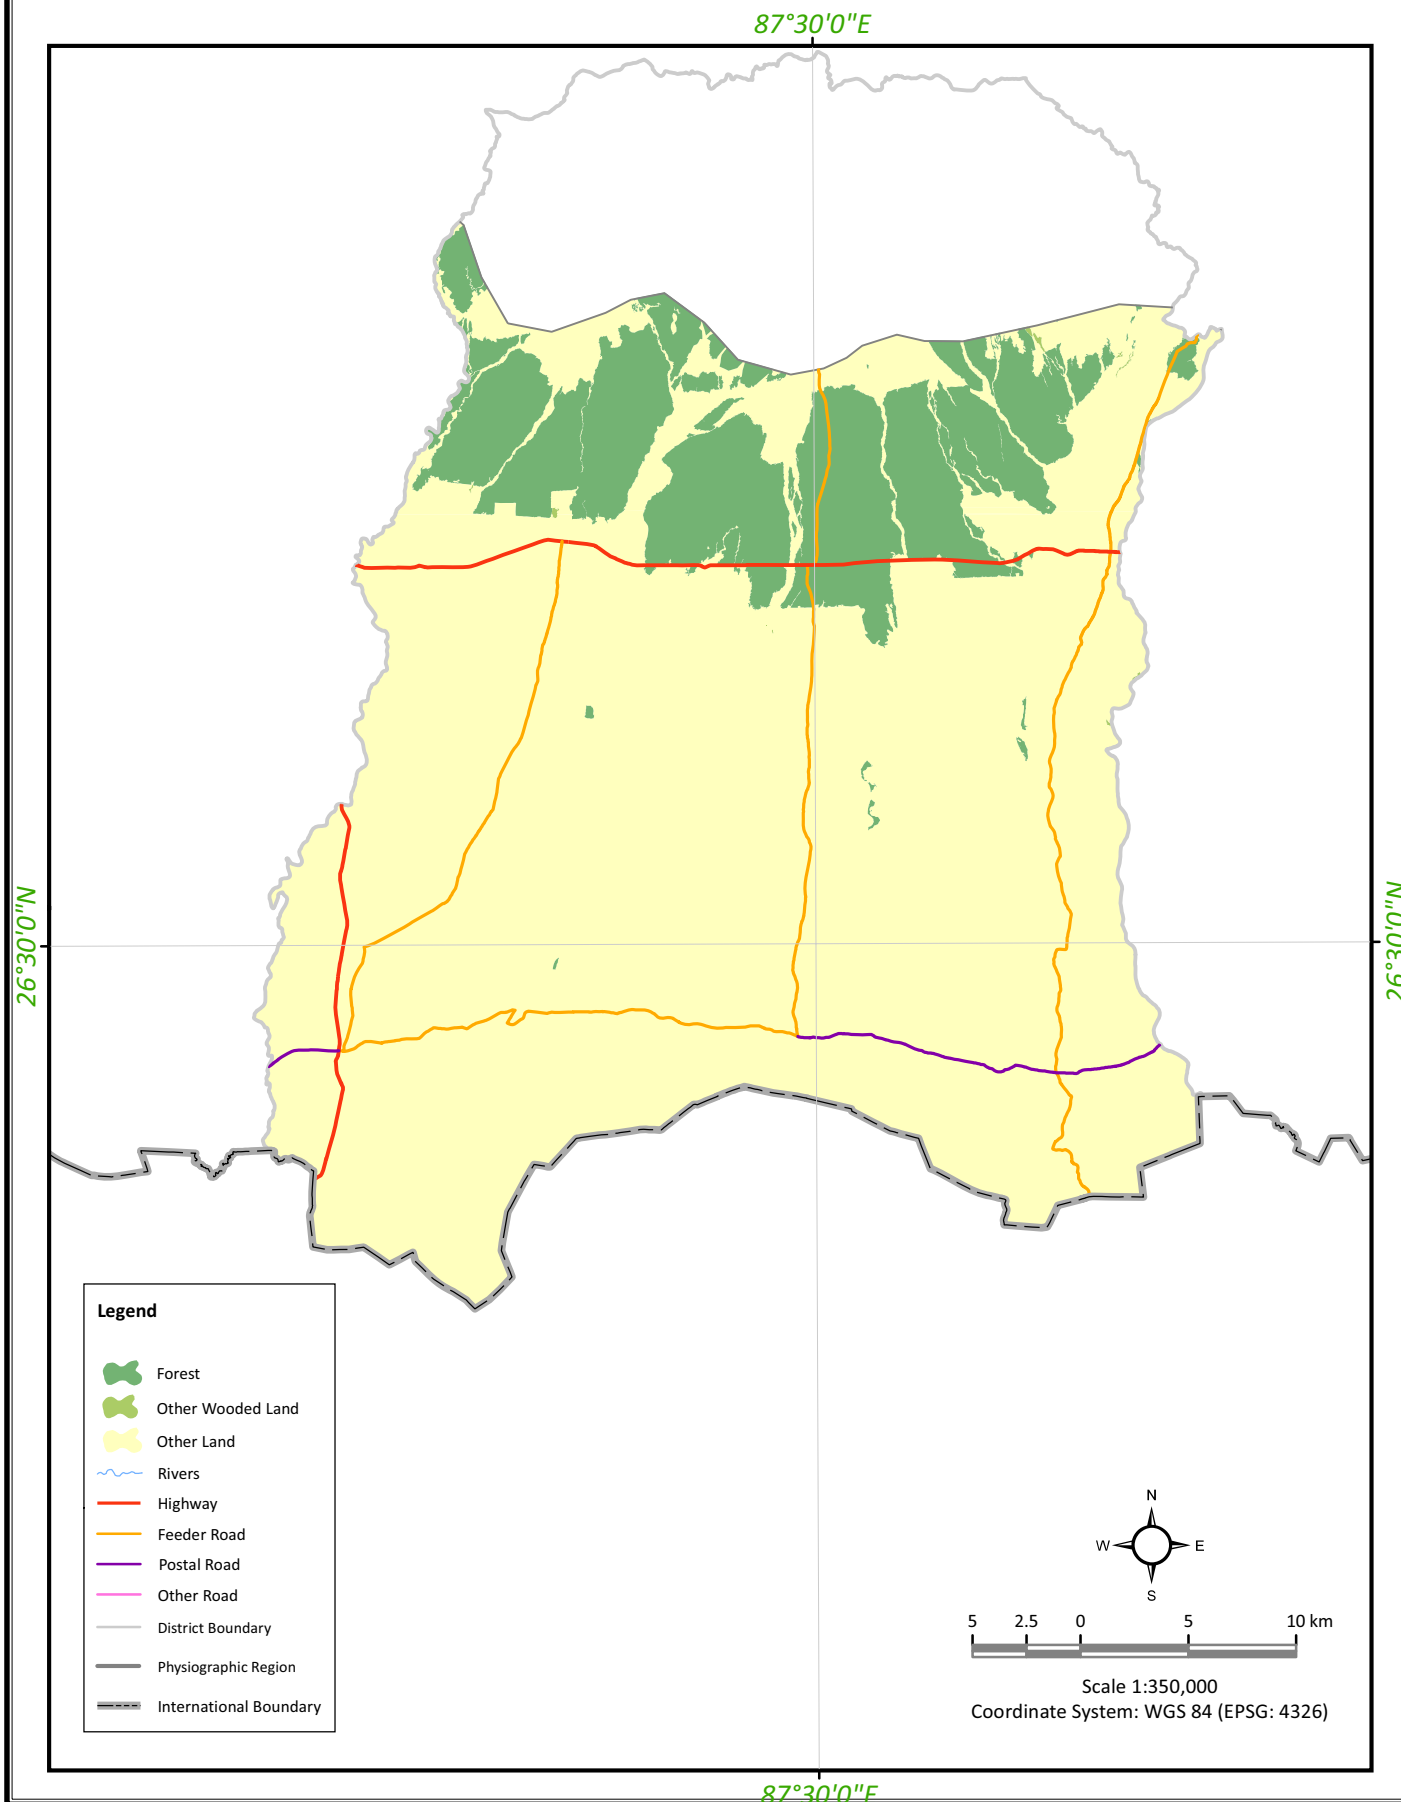 87°30'0"E
26°30'0"N
26°30'0"N
Legend
Forest
Other Wooded Land
Other Land
Rivers
Highway
Feeder Road
Postal Road
Other Road
District Boundary
Physiographic Region
International Boundary
N
W E
S
5 2.5 0 5 10 km
Scale 1:350,000
Coordinate System: WGS 84 (EPSG: 4326)
87°30'0"E